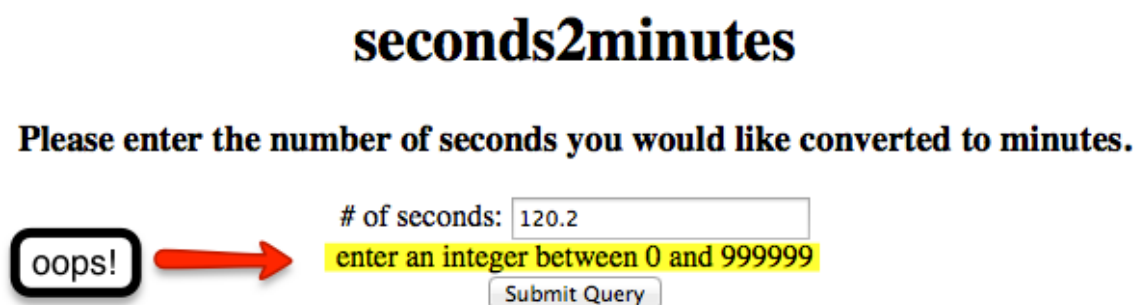 seconds2minutes
Please enter the number of seconds you would like converted to minutes.
# of seconds: 120.2
oops! enter an integer between 0 and 999999
Submit Query